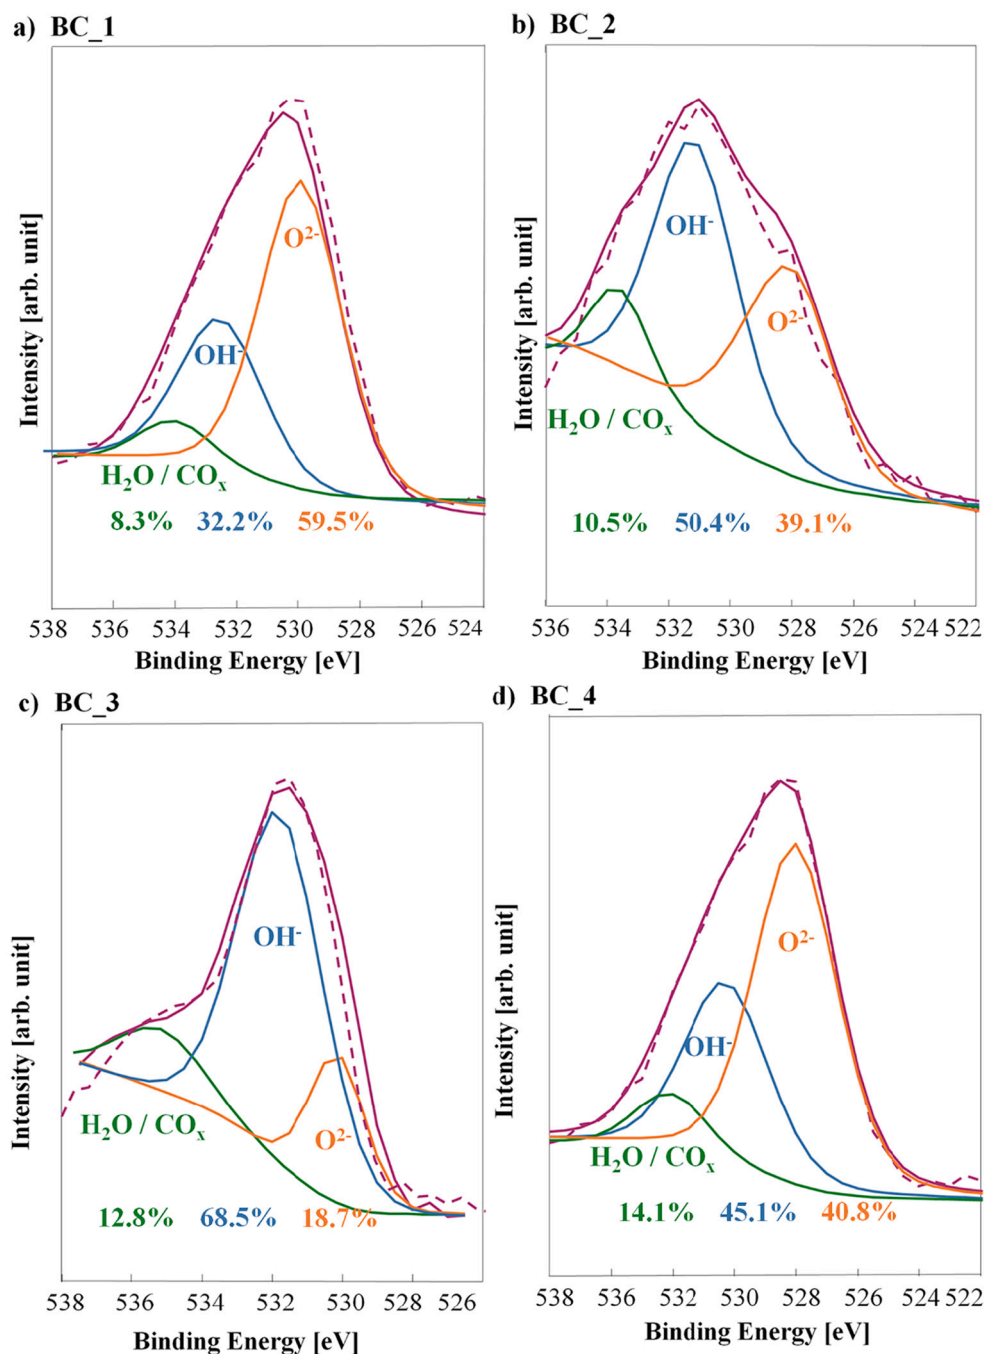 a) BC_1
Intensity [arb. unit]
O²⁻
OH⁻
H₂O / COₓ
8.3% 32.2% 59.5%
538 536 534 532 530 528 526 524
Binding Energy [eV]
b) BC_2
Intensity [arb. unit]
OH⁻
O²⁻
H₂O / COₓ
10.5% 50.4% 39.1%
536 534 532 530 528 526 524 522
Binding Energy [eV]
c) BC_3
Intensity [arb. unit]
OH⁻
H₂O / COₓ
O²⁻
12.8% 68.5% 18.7%
538 536 534 532 530 528 526
Binding Energy [eV]
d) BC_4
Intensity [arb. unit]
O²⁻
OH⁻
H₂O / COₓ
14.1% 45.1% 40.8%
538 536 534 532 530 528 526 524 522
Binding Energy [eV]